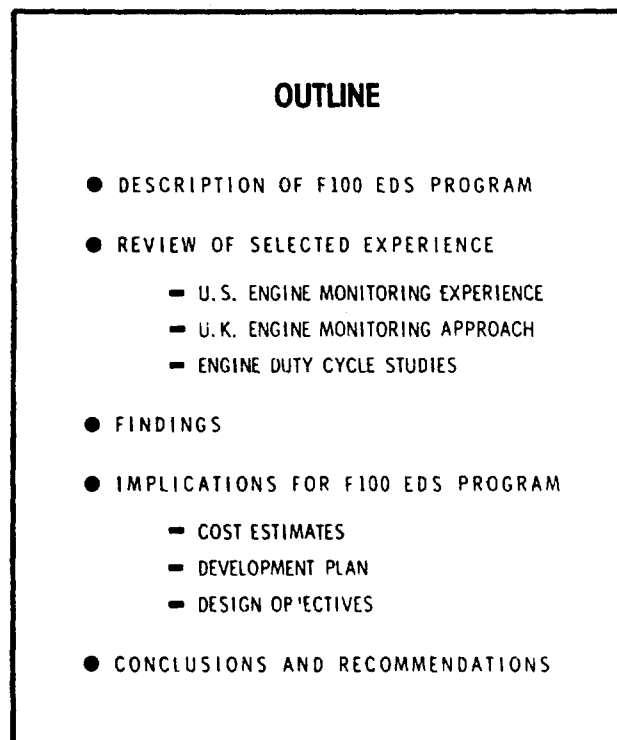 OUTLINE
● DESCRIPTION OF F100 EDS PROGRAM
● REVIEW OF SELECTED EXPERIENCE
– U.S. ENGINE MONITORING EXPERIENCE
– U.K. ENGINE MONITORING APPROACH
– ENGINE DUTY CYCLE STUDIES
● FINDINGS
● IMPLICATIONS FOR F100 EDS PROGRAM
– COST ESTIMATES
– DEVELOPMENT PLAN
– DESIGN OP'ECTIVES
● CONCLUSIONS AND RECOMMENDATIONS